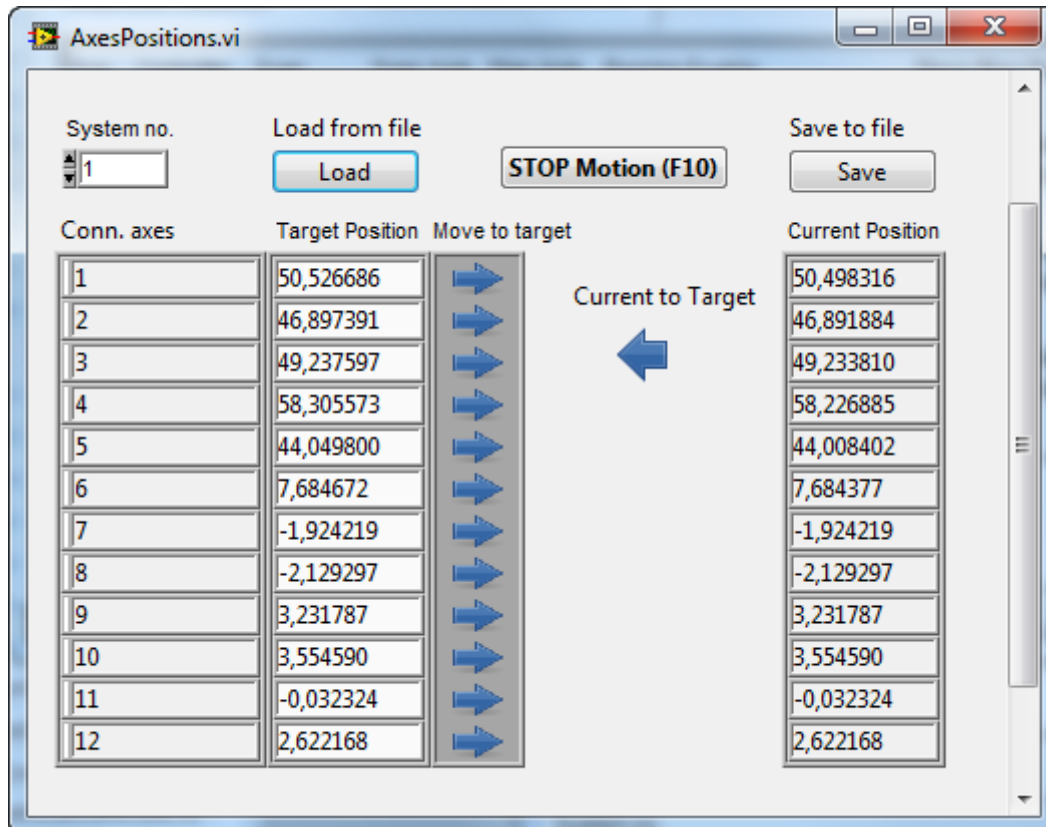 AxesPositions.vi
System no. Load from file Save to file
1 Load STOP Motion (F10) Save
Conn. axes Target Position Move to target Current Position
1 50,526686 50,498316
Current to Target
2 46,897391 46,891884
3 49,237597 49,233810
4 58,305573 58,226885
5 44,049800 44,008402
6 7,684672 7,684377
7 -1,924219 -1,924219
8 -2,129297 -2,129297
9 3,231787 3,231787
10 3,554590 3,554590
11 -0,032324 -0,032324
12 2,622168 2,622168